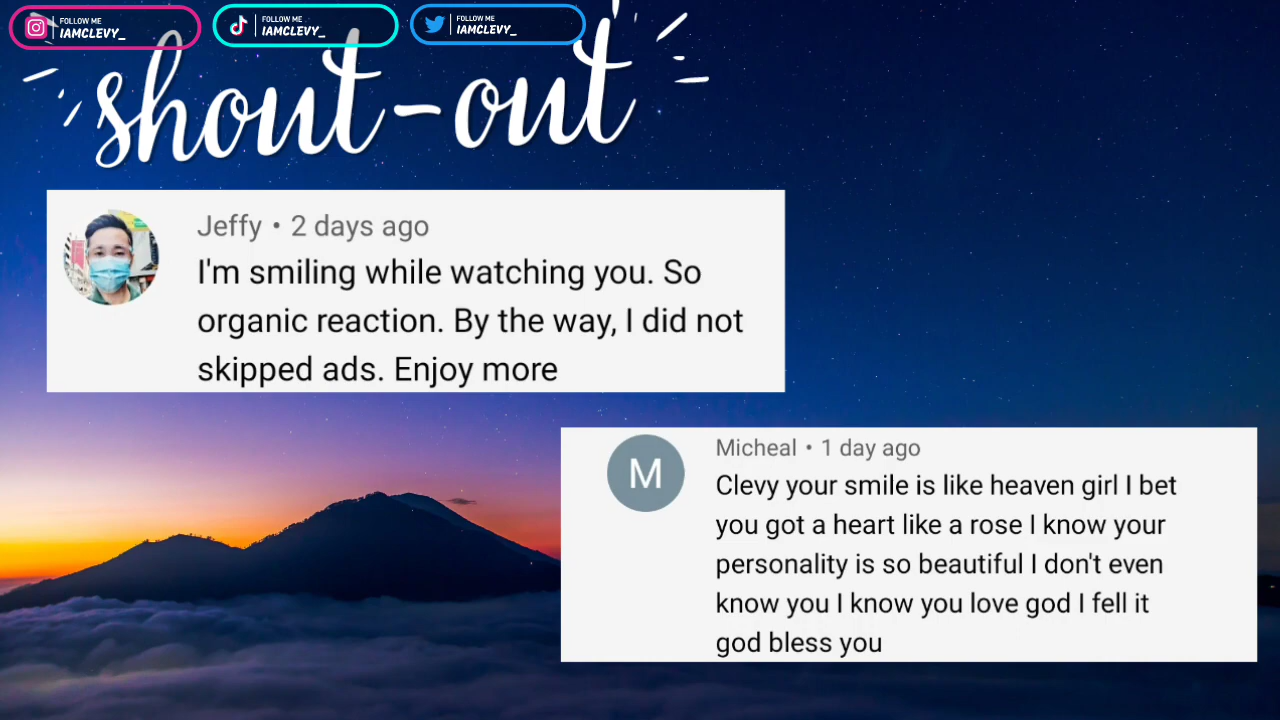 FOLLOW ME
IAMCLEVY_
FOLLOW ME
IAMCLEVY_
FOLLOW ME
IAMCLEVY_
shout-out
Jeffy • 2 days ago
I'm smiling while watching you. So
organic reaction. By the way, I did not
skipped ads. Enjoy more
M
Micheal • 1 day ago
Clevy your smile is like heaven girl I bet
you got a heart like a rose I know your
personality is so beautiful I don't even
know you I know you love god I fell it
god bless you